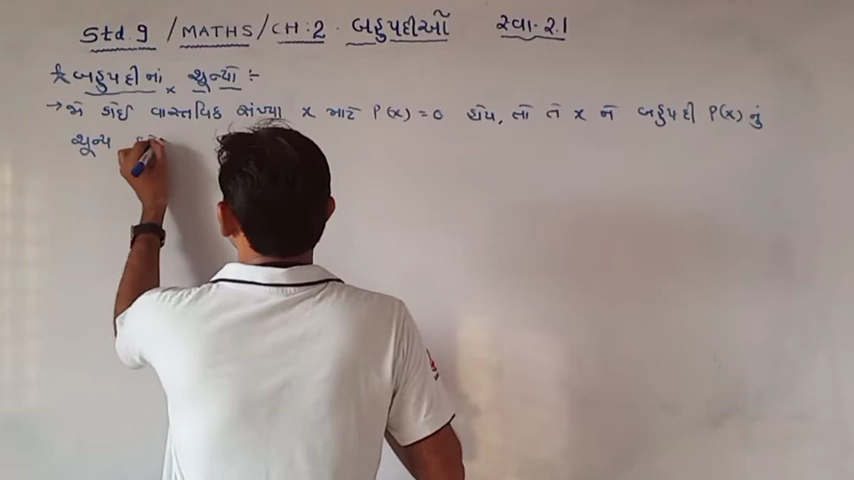 Std. 9 / MATHS / CH : 2 . બહુપદીઓ સ્વા- 2.1
* બહુપદીનાં શૂન્યો :-
→ જો કોઈ વાસ્તવિક સંખ્યા x માટે P(x) = 0 હોય, તો તે x ને બહુપદી P(x) નું
શૂન્ય